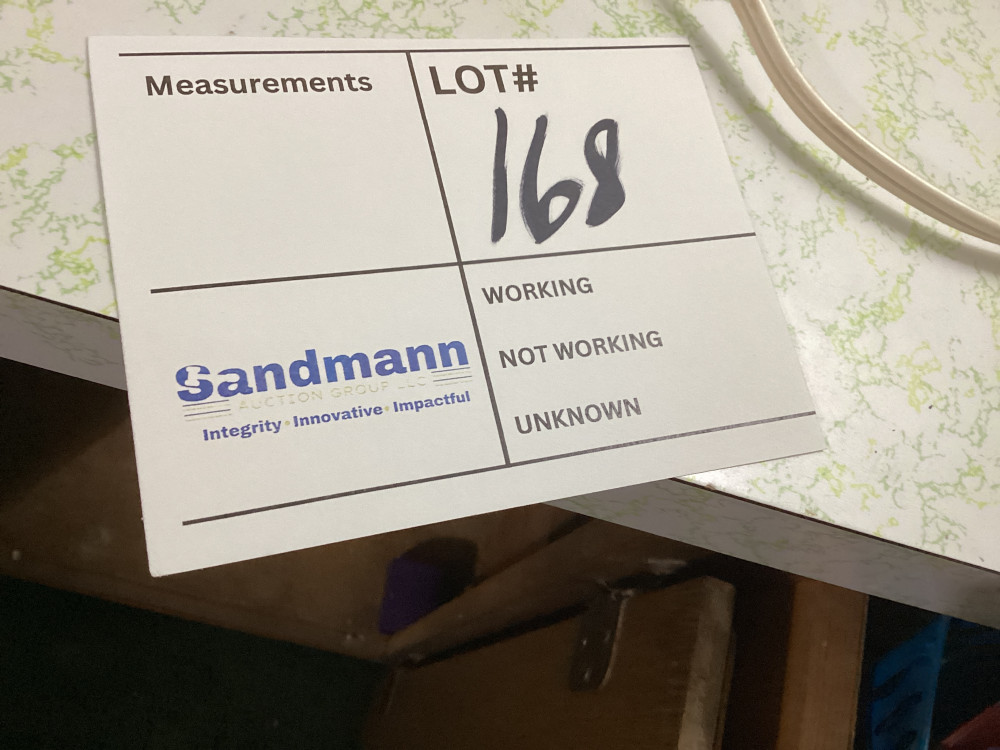 Measurements
LOT#
168
WORKING
NOT WORKING
UNKNOWN
Sandmann
AUCTION GROUP LLC
Integrity • Innovative • Impactful